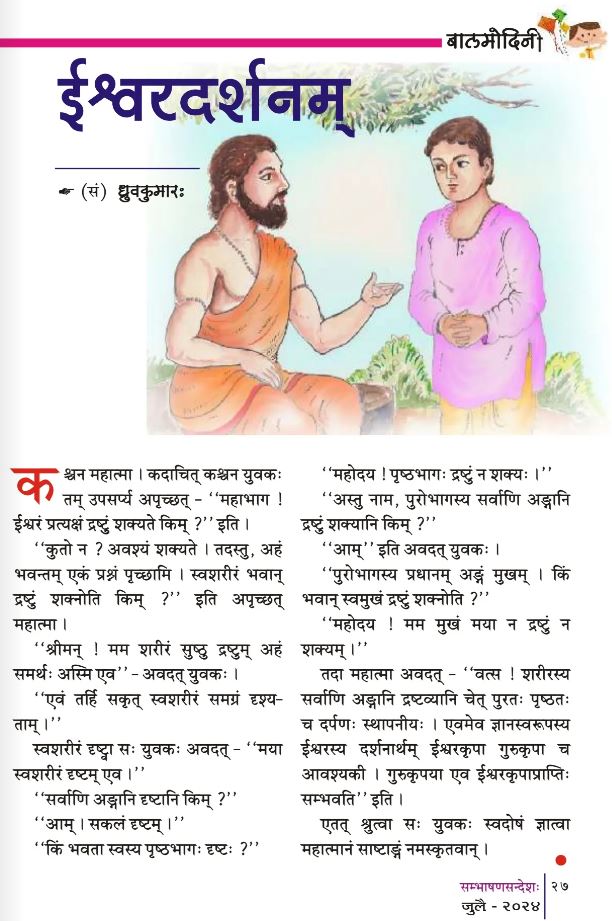 बालमोदिनी
ईश्वरदर्शनम्
☛ (सं) ध्रुवकुमारः
कश्चन महात्मा । कदाचित् कश्चन युवकः
तम् उपसर्प्य अपृच्छत् - ‘‘महाभाग !
ईश्वरं प्रत्यक्षं द्रष्टुं शक्यते किम् ?’’ इति ।
‘‘कुतो न ? अवश्यं शक्यते । तदस्तु, अहं
भवन्तम् एकं प्रश्नं पृच्छामि । स्वशरीरं भवान्
द्रष्टुं शक्नोति किम् ?’’ इति अपृच्छत्
महात्मा ।
‘‘श्रीमन् ! मम शरीरं सुष्ठु द्रष्टुम् अहं
समर्थः अस्मि एव’’ - अवदत् युवकः ।
‘‘एवं तर्हि सकृत् स्वशरीरं समग्रं दृश्य-
ताम् ।’’
स्वशरीरं दृष्ट्वा सः युवकः अवदत् - ‘‘मया
स्वशरीरं दृष्टम् एव ।’’
‘‘सर्वाणि अङ्गानि दृष्टानि किम् ?’’
‘‘आम् । सकलं दृष्टम् ।’’
‘‘किं भवता स्वस्य पृष्ठभागः दृष्टः ?’’
‘‘महोदय ! पृष्ठभागः द्रष्टुं न शक्यः ।’’
‘‘अस्तु नाम, पुरोभागस्य सर्वाणि अङ्गानि
द्रष्टुं शक्यानि किम् ?’’
‘‘आम्’’ इति अवदत् युवकः ।
‘‘पुरोभागस्य प्रधानम् अङ्गं मुखम् । किं
भवान् स्वमुखं द्रष्टुं शक्नोति ?’’
‘‘महोदय ! मम मुखं मया न द्रष्टुं न
शक्यम् ।’’
तदा महात्मा अवदत् - ‘‘वत्स ! शरीरस्य
सर्वाणि अङ्गानि द्रष्टव्यानि चेत् पुरतः पृष्ठतः
च दर्पणः स्थापनीयः । एवमेव ज्ञानस्वरूपस्य
ईश्वरस्य दर्शनार्थम् ईश्वरकृपा गुरुकृपा च
आवश्यकी । गुरुकृपया एव ईश्वरकृपाप्राप्तिः
सम्भवति’’ इति ।
एतत् श्रुत्वा सः युवकः स्वदोषं ज्ञात्वा
महात्मानं साष्टाङ्गं नमस्कृतवान् ।
सम्भाषणसन्देशः २७
जुलै - २०२४